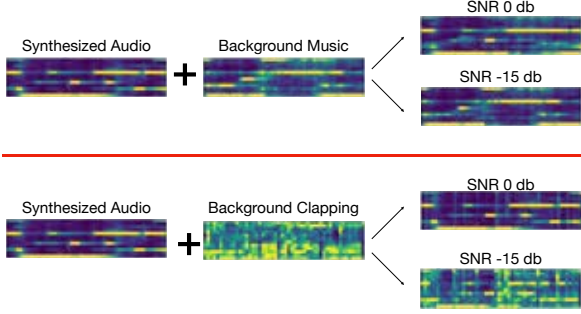 SNR 0 db
Synthesized Audio
+
Background Music
SNR -15 db
SNR 0 db
Synthesized Audio
+
Background Clapping
SNR -15 db